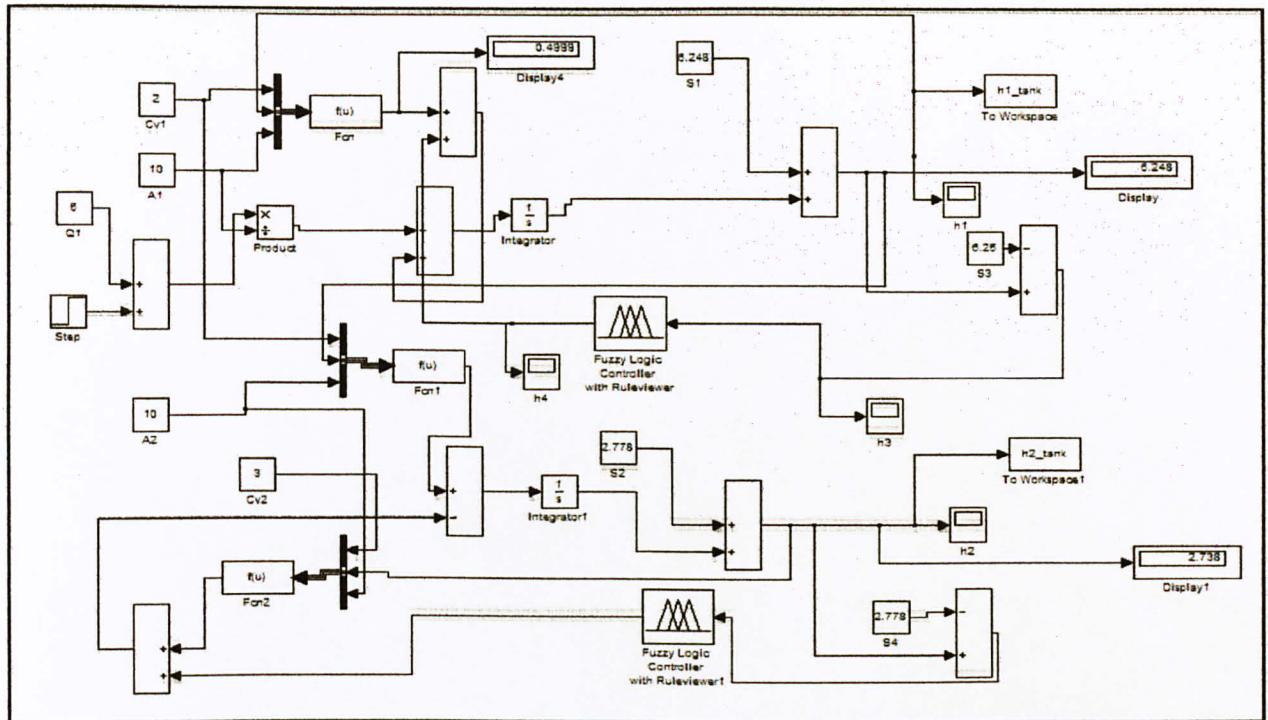 0.4999
Display4
6.248
S1
h1_tank
To Workspace
2
Cv1
f(u)
Fcn
10
A1
6.248
Display
h1
5
Q1
×
÷
Product
1
s
Integrator
6.25
S3
Step
Fuzzy Logic
Controller
with Ruleviewer
f(u)
Fcn1
h4
10
A2
h3
2.778
S2
h2_tank
To Workspace1
3
Cv2
1
s
Integrator1
h2
2.738
Display1
f(u)
Fcn2
2.778
S4
Fuzzy Logic
Controller
with Ruleviewer1